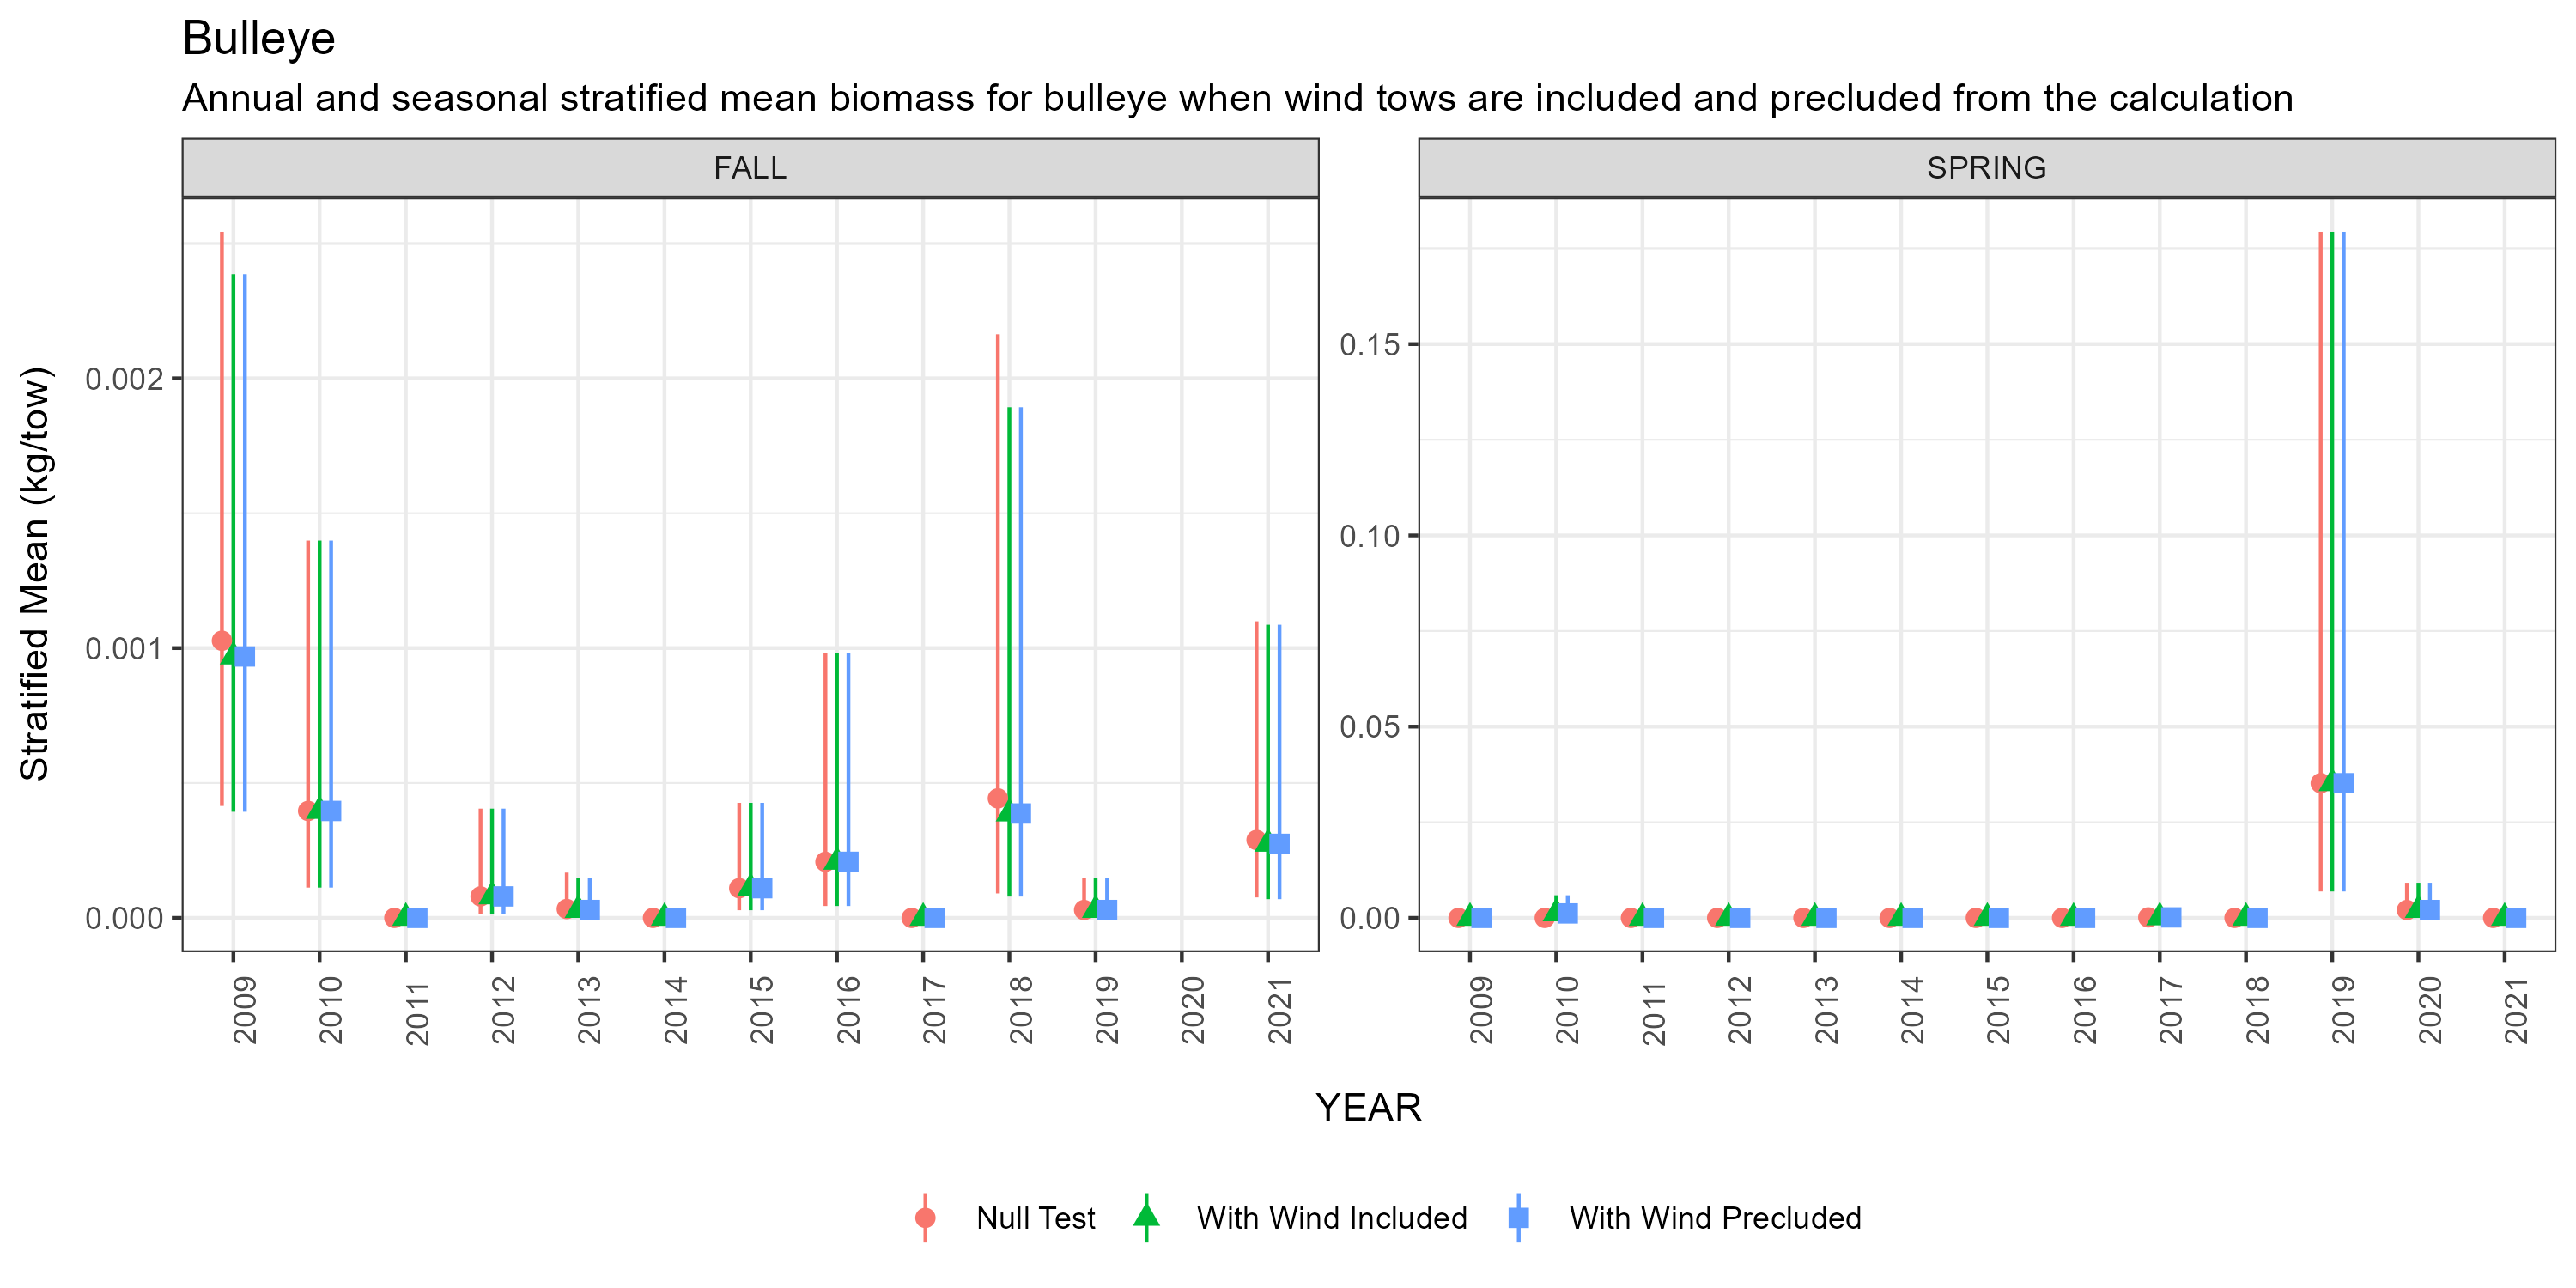 Bulleye
Annual and seasonal stratified mean biomass for bulleye when wind tows are included and precluded from the calculation
FALL
SPRING
Stratified Mean (kg/tow)
0.002
0.001
0.000
0.15
0.10
0.05
0.00
2009 2010 2011 2012 2013 2014 2015 2016 2017 2018 2019 2020 2021
2009 2010 2011 2012 2013 2014 2015 2016 2017 2018 2019 2020 2021
YEAR
Null Test With Wind Included With Wind Precluded